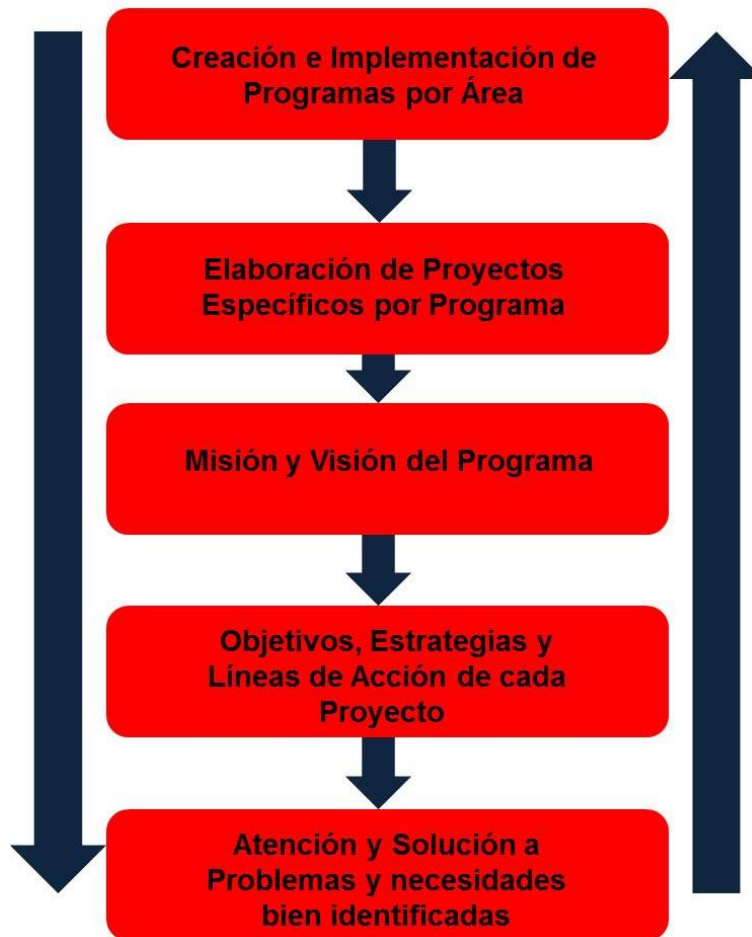 Creación e Implementación de
Programas por Área
Elaboración de Proyectos
Específicos por Programa
Misión y Visión del Programa
Objetivos, Estrategias y
Líneas de Acción de cada
Proyecto
Atención y Solución a
Problemas y necesidades
bien identificadas